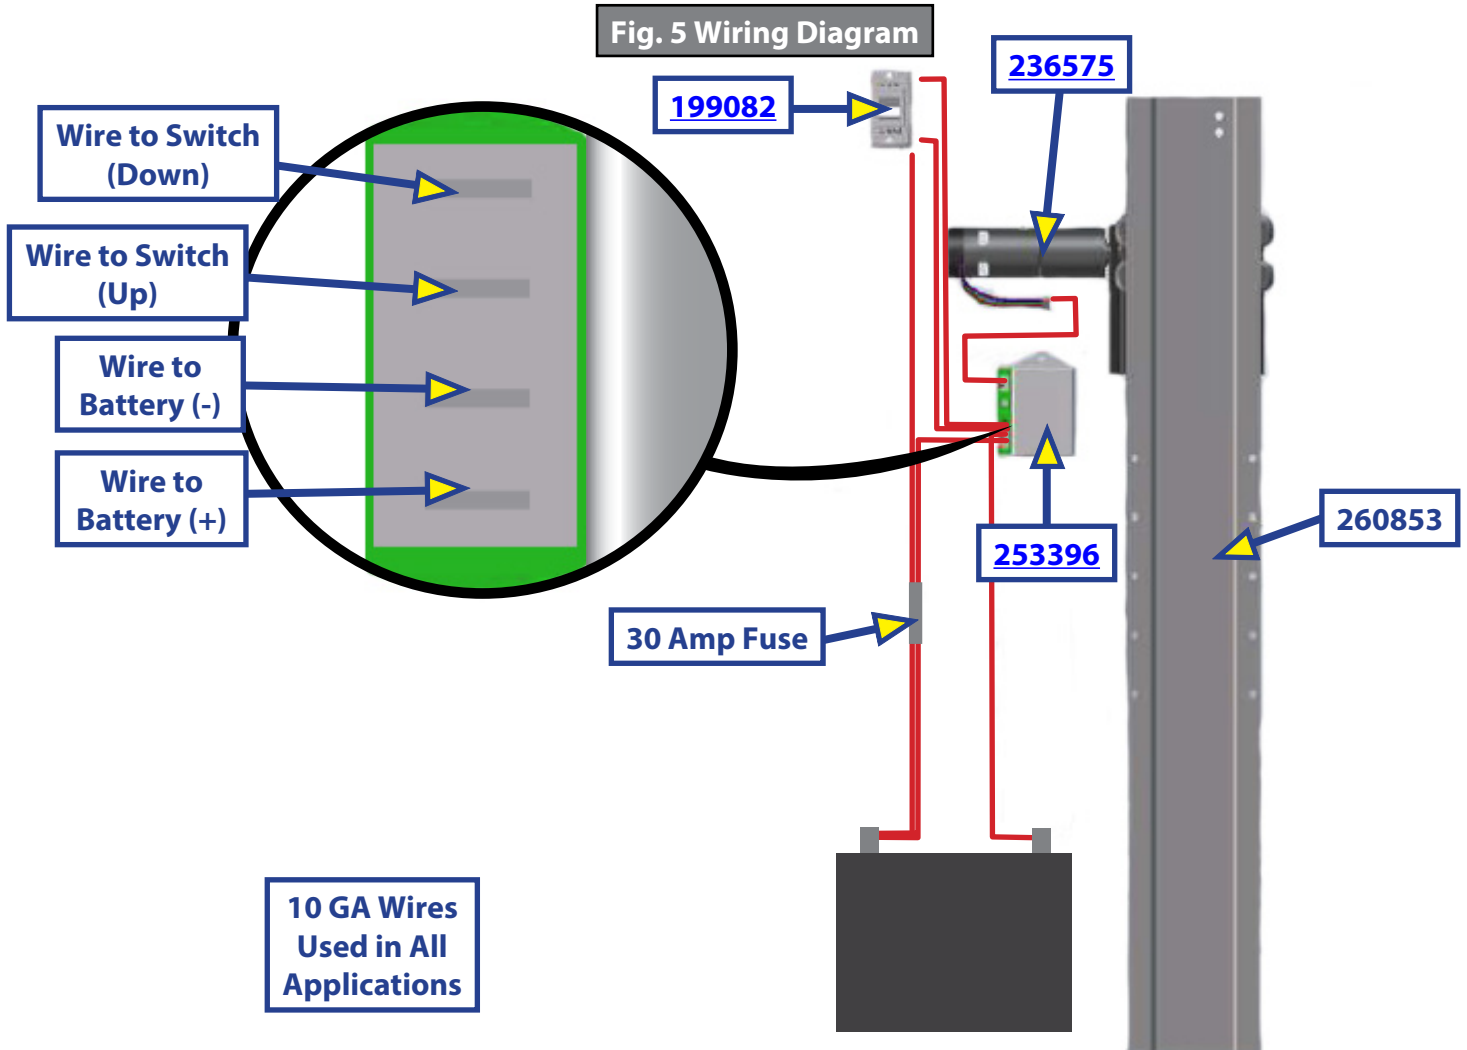 Fig. 5 Wiring Diagram
199082
236575
Wire to Switch
(Down)
Wire to Switch
(Up)
Wire to
Battery (-)
Wire to
Battery (+)
253396
260853
30 Amp Fuse
10 GA Wires
Used in All
Applications